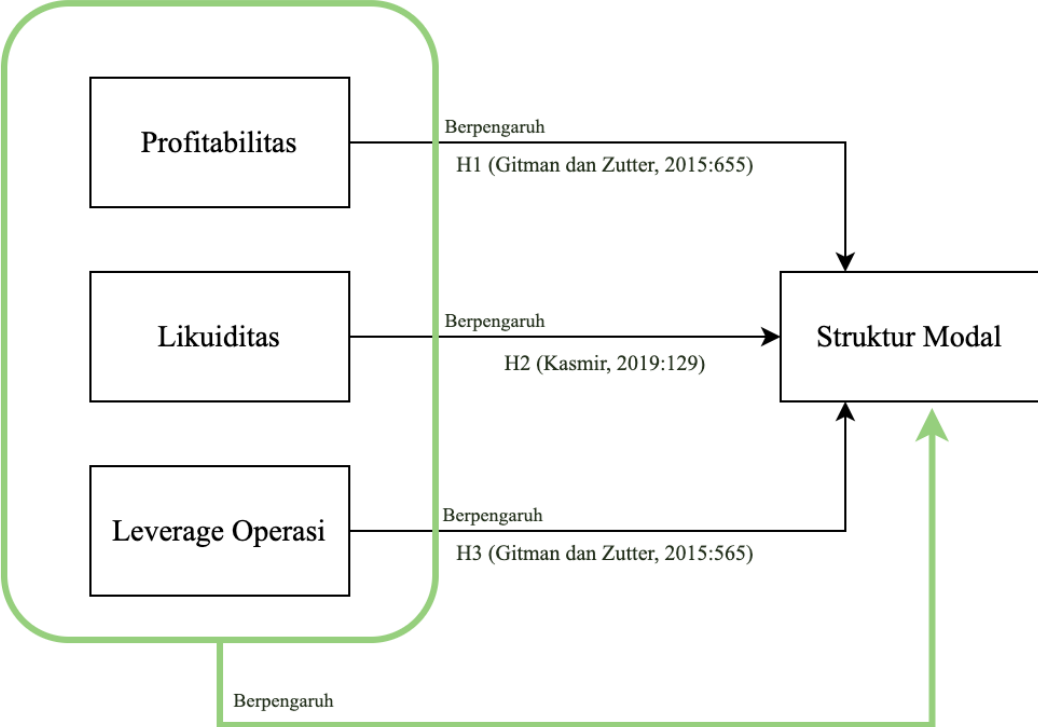 Profitabilitas
Berpengaruh
H1 (Gitman dan Zutter, 2015:655)
Likuiditas
Berpengaruh
H2 (Kasmir, 2019:129)
Struktur Modal
Leverage Operasi
Berpengaruh
H3 (Gitman dan Zutter, 2015:565)
Berpengaruh